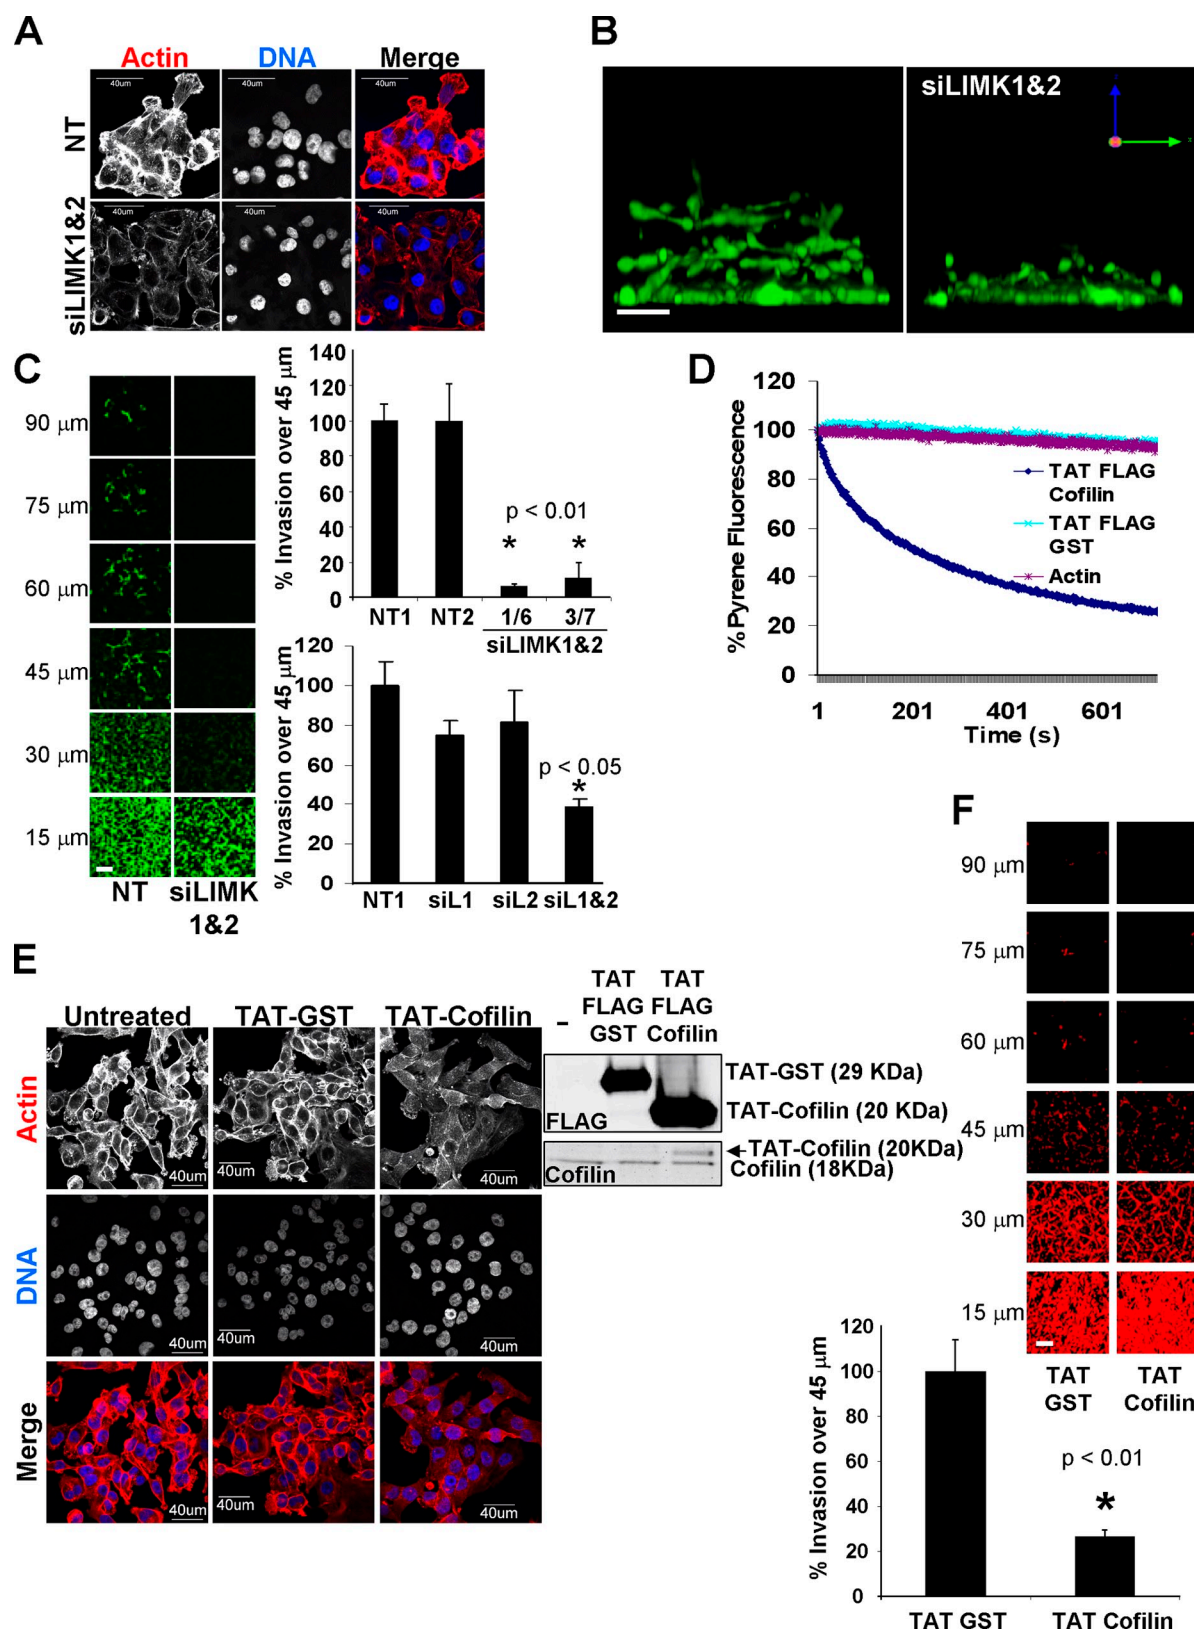 A
Actin
DNA
Merge
NT
40um
40um
40um
siLIMK1&2
40um
40um
40um
B
siLIMK1&2
C
90 μm
75 μm
60 μm
45 μm
30 μm
15 μm
NT
siLIMK
1&2
% Invasion over 45 μm
140
120
100
80
60
40
20
0
p < 0.01
*
*
NT1
NT2
1/6
3/7
siLIMK1&2
% Invasion over 45 μm
120
100
80
60
40
20
0
p < 0.05
*
NT1
siL1
siL2
siL1&2
D
% Pyrene Fluorescence
120
100
80
60
40
20
0
1
201
401
601
Time (s)
TAT FLAG
Cofilin
TAT FLAG
GST
Actin
E
Untreated
TAT-GST
TAT-Cofilin
Actin
40um
40um
40um
DNA
40um
40um
40um
Merge
40um
40um
40um
–
TAT
FLAG
GST
TAT
FLAG
Cofilin
FLAG
TAT-GST (29 KDa)
TAT-Cofilin (20 KDa)
Cofilin
TAT-Cofilin (20KDa)
Cofilin (18KDa)
F
90 μm
75 μm
60 μm
45 μm
30 μm
15 μm
TAT
GST
TAT
Cofilin
% Invasion over 45 μm
120
100
80
60
40
20
0
p < 0.01
*
TAT GST
TAT Cofilin